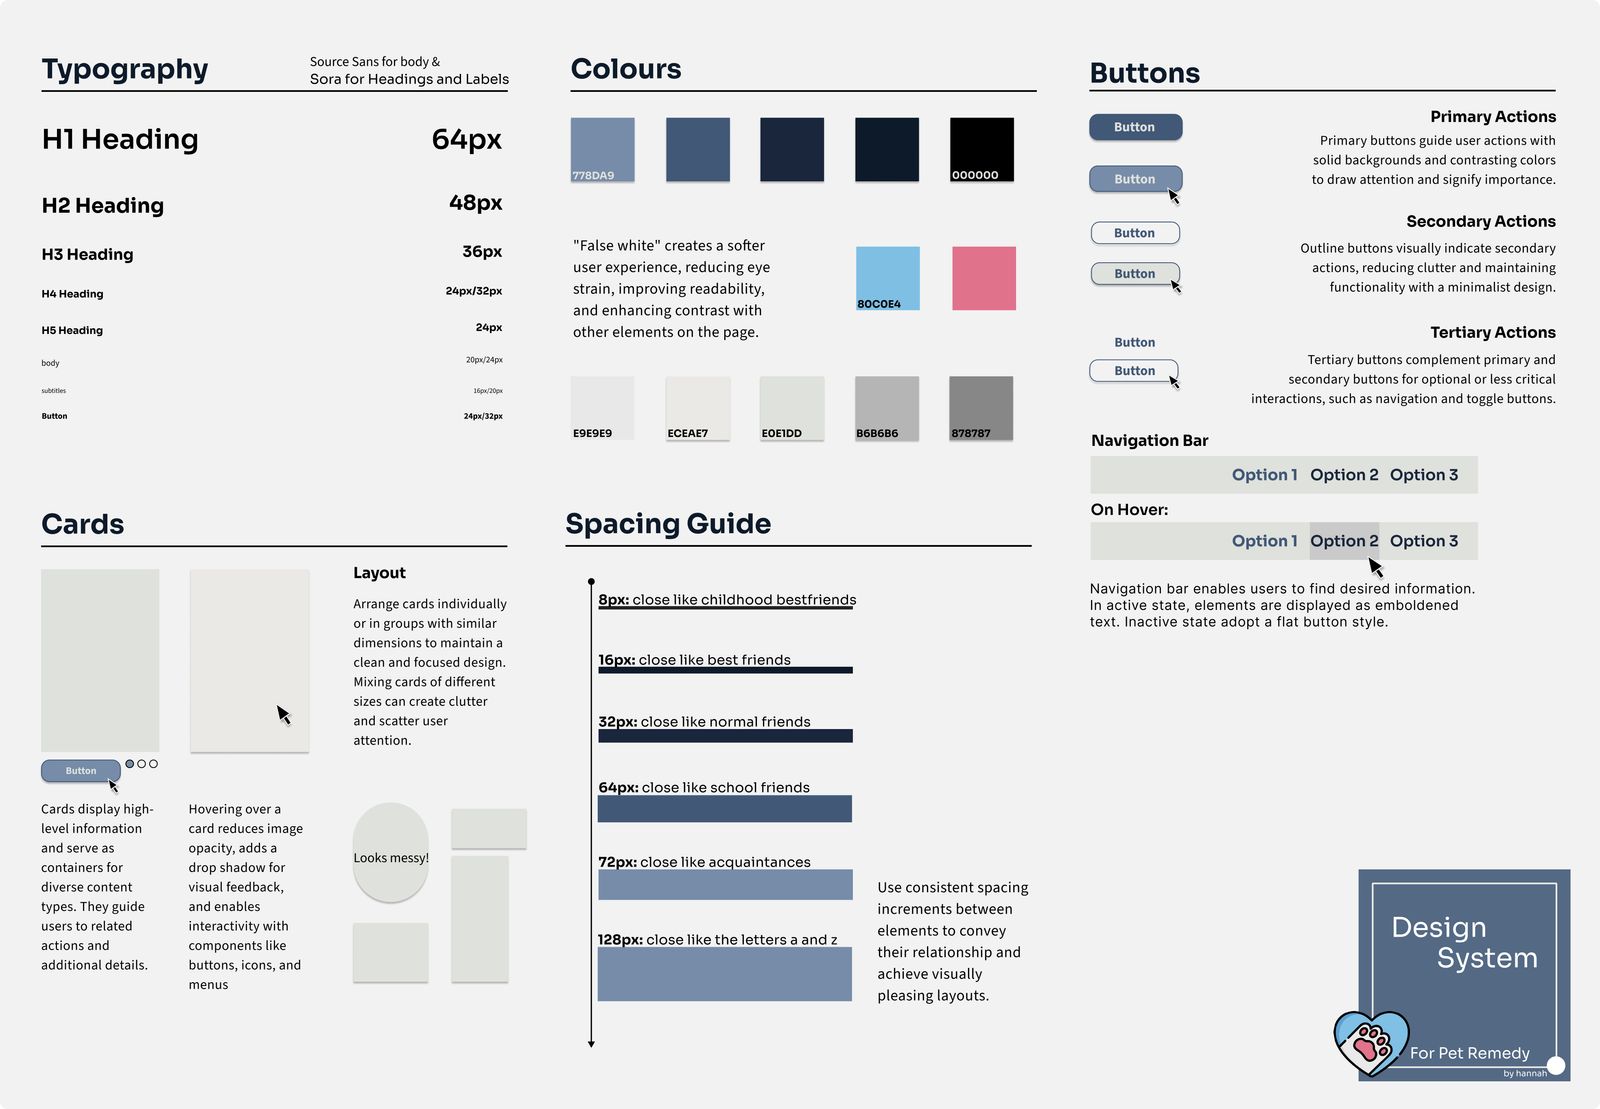 Typography
Source Sans for body &
Sora for Headings and Labels
H1 Heading
64px
H2 Heading
48px
H3 Heading
36px
H4 Heading
24px/32px
H5 Heading
24px
body
20px/24px
subtitles
16px/20px
Button
24px/32px
Colours
778DA9
000000
"False white" creates a softer
user experience, reducing eye
strain, improving readability,
and enhancing contrast with
other elements on the page.
80C0E4
E9E9E9
ECEAE7
E0E1DD
B6B6B6
878787
Buttons
Button
Primary Actions
Primary buttons guide user actions with
solid backgrounds and contrasting colors
to draw attention and signify importance.
Button
Secondary Actions
Button
Outline buttons visually indicate secondary
actions, reducing clutter and maintaining
functionality with a minimalist design.
Button
Tertiary Actions
Button
Tertiary buttons complement primary and
secondary buttons for optional or less critical
interactions, such as navigation and toggle buttons.
Button
Navigation Bar
Option 1 Option 2 Option 3
On Hover:
Option 1 Option 2 Option 3
Navigation bar enables users to find desired information.
In active state, elements are displayed as emboldened
text. Inactive state adopt a flat button style.
Cards
Button
Cards display high-
level information
and serve as
containers for
diverse content
types. They guide
users to related
actions and
additional details.
Hovering over a
card reduces image
opacity, adds a
drop shadow for
visual feedback,
and enables
interactivity with
components like
buttons, icons, and
menus
Layout
Arrange cards individually
or in groups with similar
dimensions to maintain a
clean and focused design.
Mixing cards of different
sizes can create clutter
and scatter user
attention.
Looks messy!
Spacing Guide
8px: close like childhood bestfriends
16px: close like best friends
32px: close like normal friends
64px: close like school friends
72px: close like acquaintances
128px: close like the letters a and z
Use consistent spacing
increments between
elements to convey
their relationship and
achieve visually
pleasing layouts.
Design
System
For Pet Remedy
by hannah